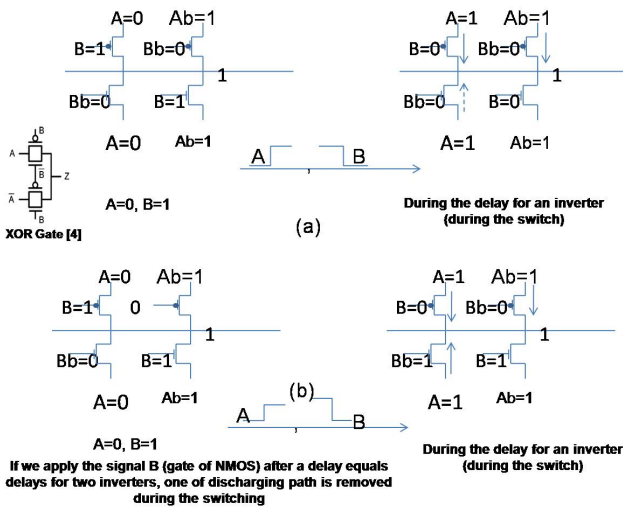 A=0 Ab=1
B=1 Bb=0
1
Bb=0 B=1
A=0 Ab=1
A=0, B=1
A=1 Ab=1
B=0 Bb=0
1
Bb=0 B=0
A=1 Ab=1
During the delay for an inverter
(during the switch)
A , B
B
A
B
Z
A
B
XOR Gate [4]
(a)
A=0 Ab=1
B=1 0
1
Bb=0 B=1
A=0 Ab=1
A=0, B=1
If we apply the signal B (gate of NMOS) after a delay equals
delays for two inverters, one of discharging path is removed
during the switching
(b)
A , B
A=1 Ab=1
B=0 Bb=0
1
Bb=1 B=1
A=1 Ab=1
During the delay for an inverter
(during the switch)